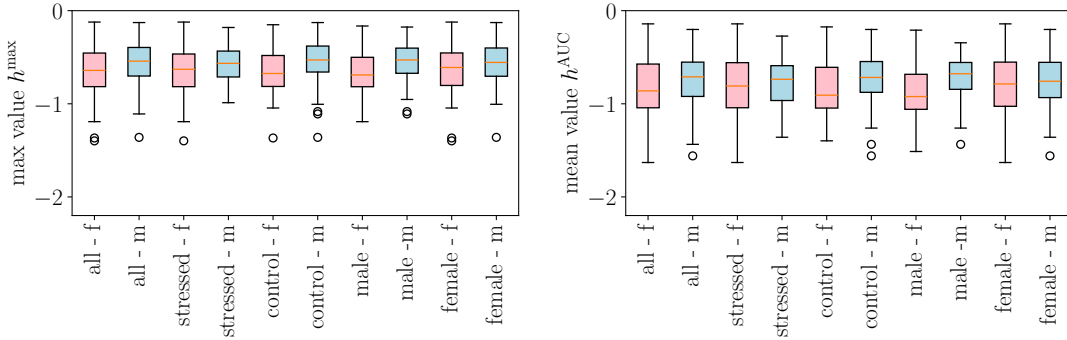 max value h^max
0
−1
−2
all - f
all - m
stressed - f
stressed - m
control - f
control - m
male - f
male -m
female - f
female - m
mean value h^AUC
0
−1
−2
all - f
all - m
stressed - f
stressed - m
control - f
control - m
male - f
male -m
female - f
female - m